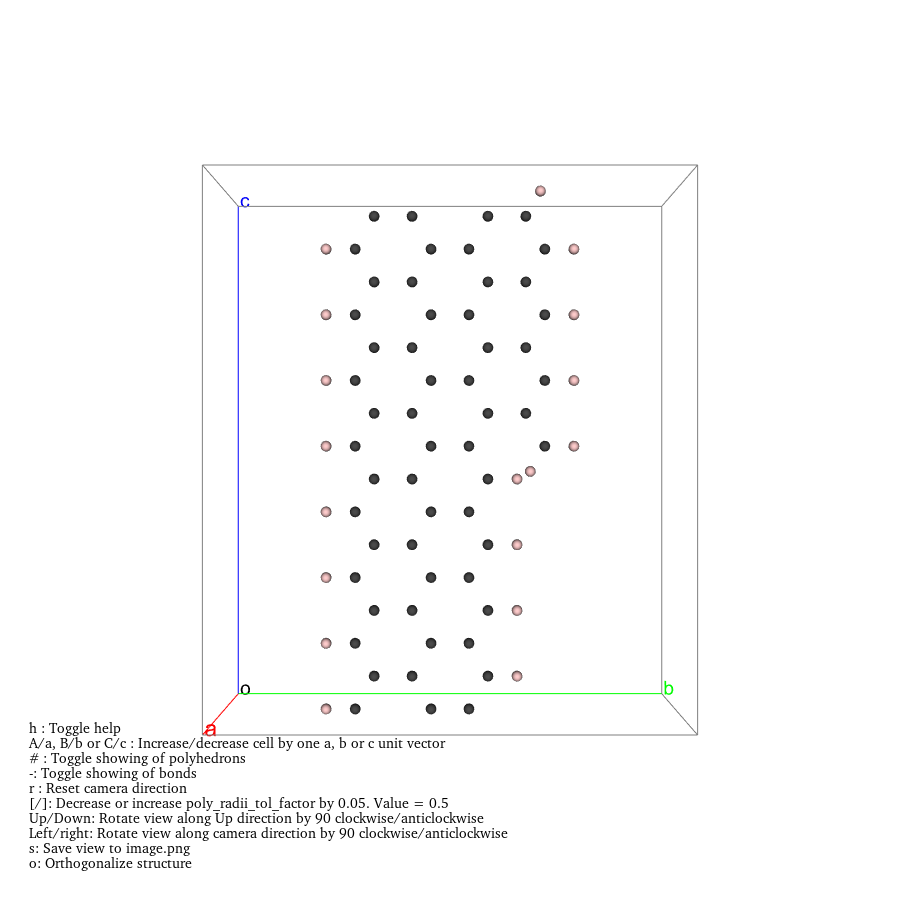 c
o
b
a
h : Toggle help
A/a, B/b or C/c : Increase/decrease cell by one a, b or c unit vector
# : Toggle showing of polyhedrons
-: Toggle showing of bonds
r : Reset camera direction
[/]: Decrease or increase poly_radii_tol_factor by 0.05. Value = 0.5
Up/Down: Rotate view along Up direction by 90 clockwise/anticlockwise
Left/right: Rotate view along camera direction by 90 clockwise/anticlockwise
s: Save view to image.png
o: Orthogonalize structure